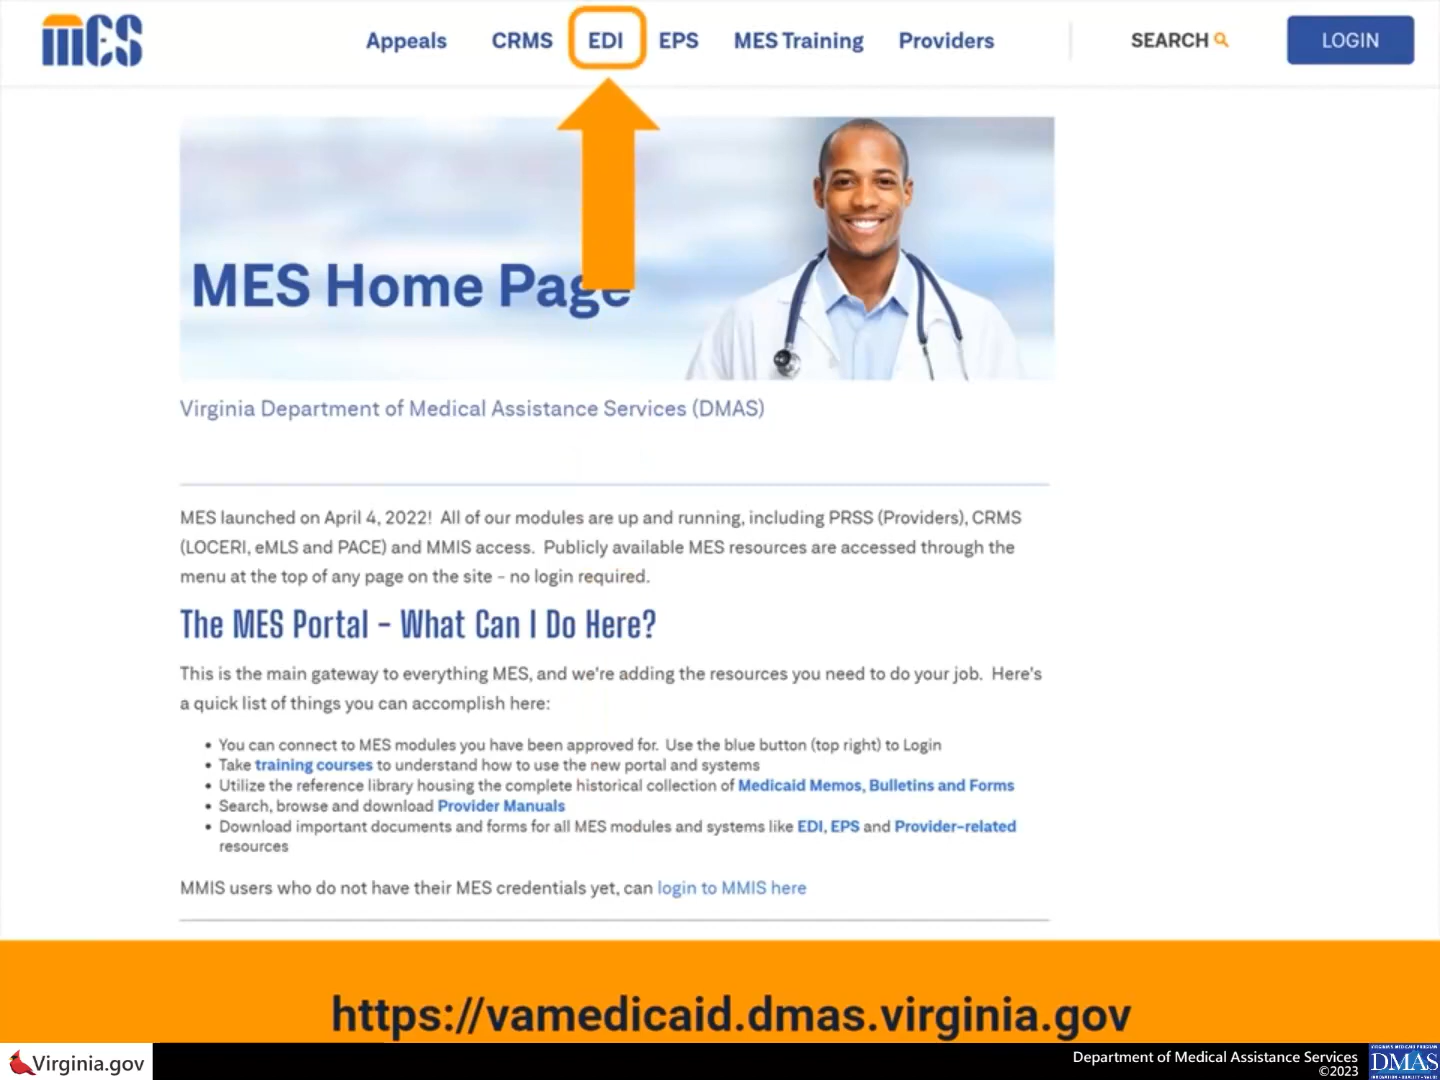 mES
Appeals CRMS EDI EPS MES Training Providers SEARCH LOGIN
MES Home Page
Virginia Department of Medical Assistance Services (DMAS)
MES launched on April 4, 2022! All of our modules are up and running, including PRSS (Providers), CRMS
(LOCERI, eMLS and PACE) and MMIS access. Publicly available MES resources are accessed through the
menu at the top of any page on the site - no login required.
The MES Portal - What Can I Do Here?
This is the main gateway to everything MES, and we're adding the resources you need to do your job. Here's
a quick list of things you can accomplish here:
• You can connect to MES modules you have been approved for. Use the blue button (top right) to Login
• Take training courses to understand how to use the new portal and systems
• Utilize the reference library housing the complete historical collection of Medicaid Memos, Bulletins and Forms
• Search, browse and download Provider Manuals
• Download important documents and forms for all MES modules and systems like EDI, EPS and Provider-related
resources
MMIS users who do not have their MES credentials yet, can login to MMIS here
https://vamedicaid.dmas.virginia.gov
Virginia.gov
Department of Medical Assistance Services
©2023
VIRGINIA'S MEDICAID PROGRAM
DMAS
INNOVATION • QUALITY • VALUE